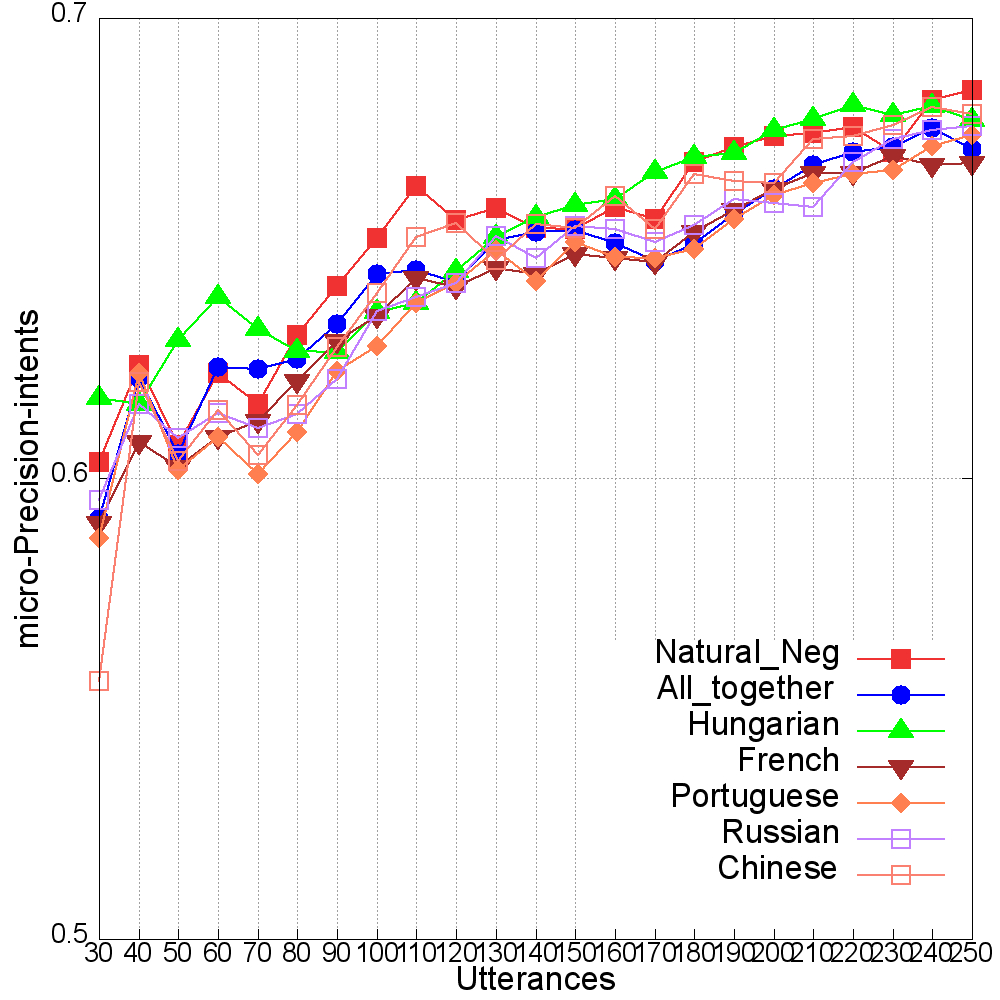 0.7
0.6
0.5
micro-Precision-intents
Natural_Neg
All_together
Hungarian
French
Portuguese
Russian
Chinese
30 40 50 60 70 80 90 100 110 120 130 140 150 160 170 180 190 200 210 220 230 240 250
Utterances